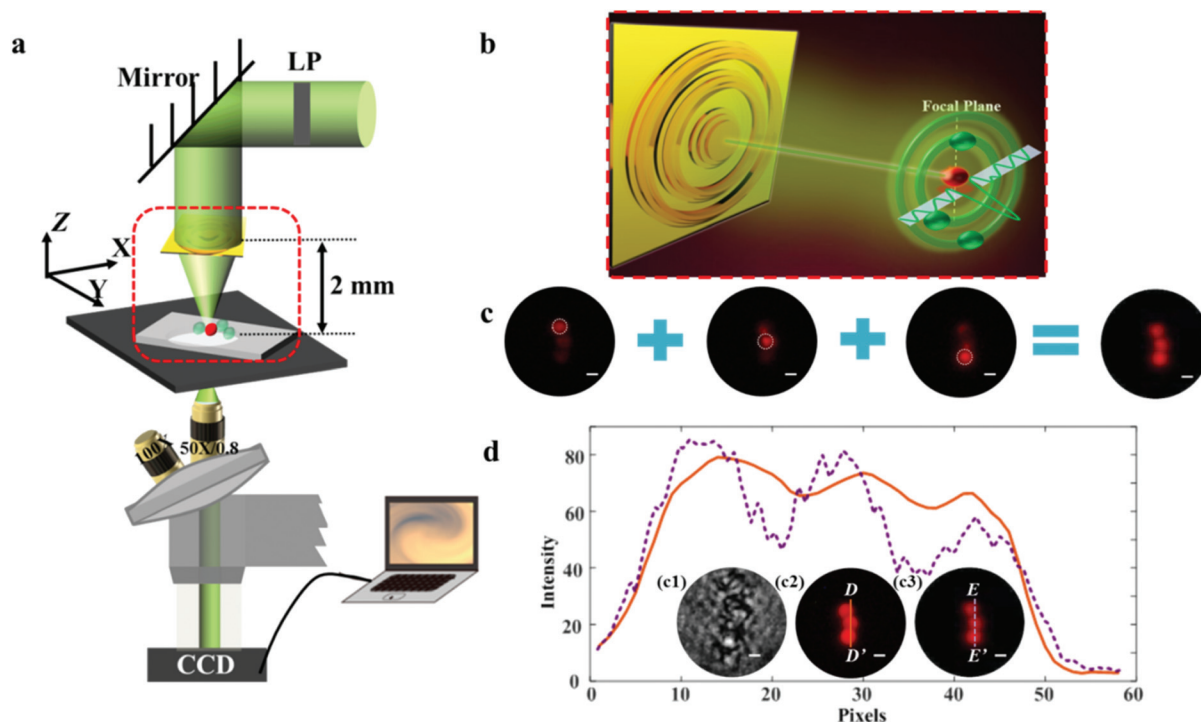 a
Mirror
LP
Z
X
Y
2 mm
100X
50X/0.8
CCD
b
Focal Plane
c
d
Intensity
80
60
40
20
0
(c1)
(c2)
D
D'
(c3)
E
E'
0
10
20
30
40
50
60
Pixels